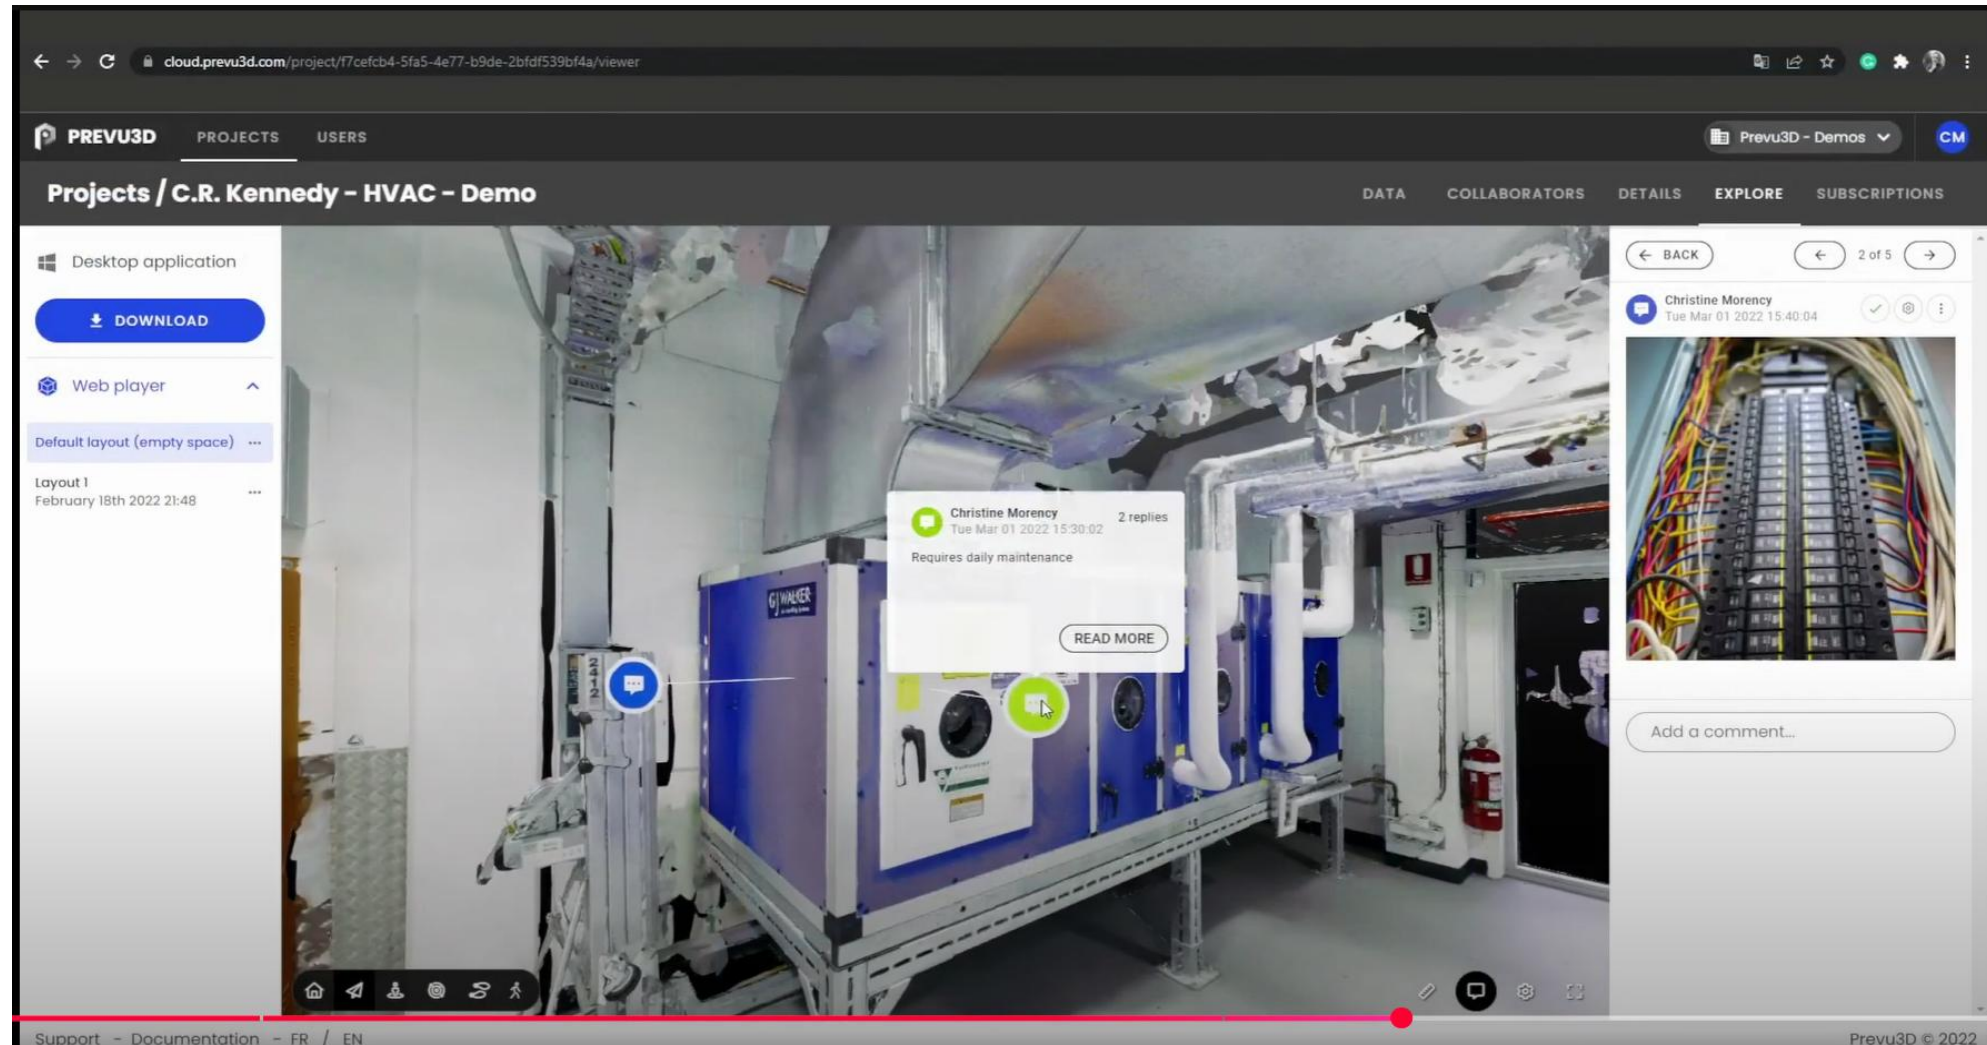 cloud.prevu3d.com/project/f7cefcb4-5fa5-4e77-b9de-2bfdf539bf4a/viewer
PREVU3D PROJECTS USERS Prevu3D - Demos CM
Projects / C.R. Kennedy - HVAC - Demo DATA COLLABORATORS DETAILS EXPLORE SUBSCRIPTIONS
Desktop application
DOWNLOAD
Web player
Default layout (empty space) ...
Layout 1
February 18th 2022 21:48 ...
GJ WALKER
2412
Christine Morency 2 replies
Tue Mar 01 2022 15:30:02
Requires daily maintenance
READ MORE
BACK 2 of 5
Christine Morency
Tue Mar 01 2022 15:40:04
Add a comment...
Support - Documentation - FR / EN Prevu3D © 2022